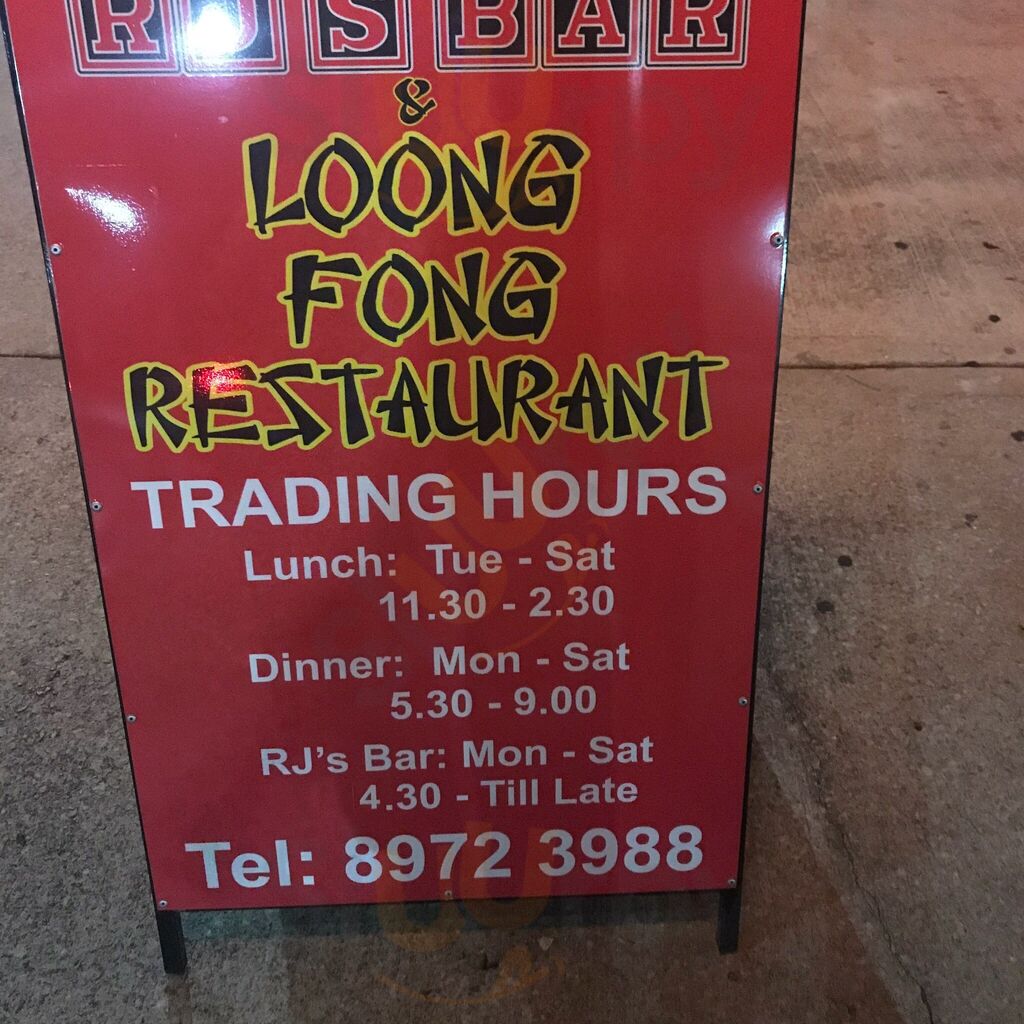 RJS BAR
&
LOONG
FONG
RESTAURANT
TRADING HOURS
Lunch: Tue - Sat
11.30 - 2.30
Dinner: Mon - Sat
5.30 - 9.00
RJ's Bar: Mon - Sat
4.30 - Till Late
Tel: 8972 3988